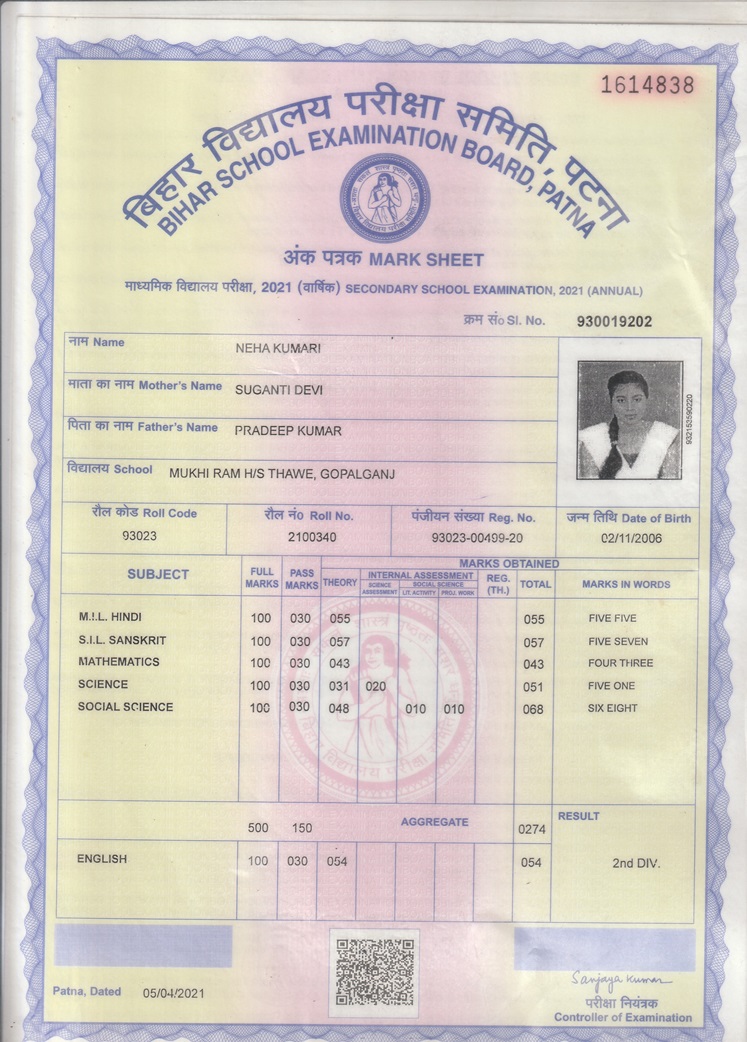 1614838
बिहार विद्यालय परीक्षा समिति, पटना
BIHAR SCHOOL EXAMINATION BOARD, PATNA
अंक पत्रक MARK SHEET
माध्यमिक विद्यालय परीक्षा, 2021 (वार्षिक) SECONDARY SCHOOL EXAMINATION, 2021 (ANNUAL)
क्रम सं० Sl. No. 930019202
नाम Name NEHA KUMARI
माता का नाम Mother's Name SUGANTI DEVI
पिता का नाम Father's Name PRADEEP KUMAR
932153590220
विद्यालय School MUKHI RAM H/S THAWE, GOPALGANJ
रौल कोड Roll Code रौल नं० Roll No. पंजीयन संख्या Reg. No. जन्म तिथि Date of Birth
93023 2100340 93023-00499-20 02/11/2006
SUBJECT FULL MARKS PASS MARKS MARKS OBTAINED
THEORY INTERNAL ASSESSMENT REG. (TH.) TOTAL MARKS IN WORDS
SCIENCE ASSESSMENT SOCIAL SCIENCE
LIT. ACTIVITY PROJ. WORK
M.I.L. HINDI 100 030 055 055 FIVE FIVE
S.I.L. SANSKRIT 100 030 057 057 FIVE SEVEN
MATHEMATICS 100 030 043 043 FOUR THREE
SCIENCE 100 030 031 020 051 FIVE ONE
SOCIAL SCIENCE 100 030 048 010 010 068 SIX EIGHT
500 150 AGGREGATE 0274 RESULT
ENGLISH 100 030 054 054 2nd DIV.
Patna, Dated 05/04/2021
Sanjaya Kumar
परीक्षा नियंत्रक
Controller of Examination